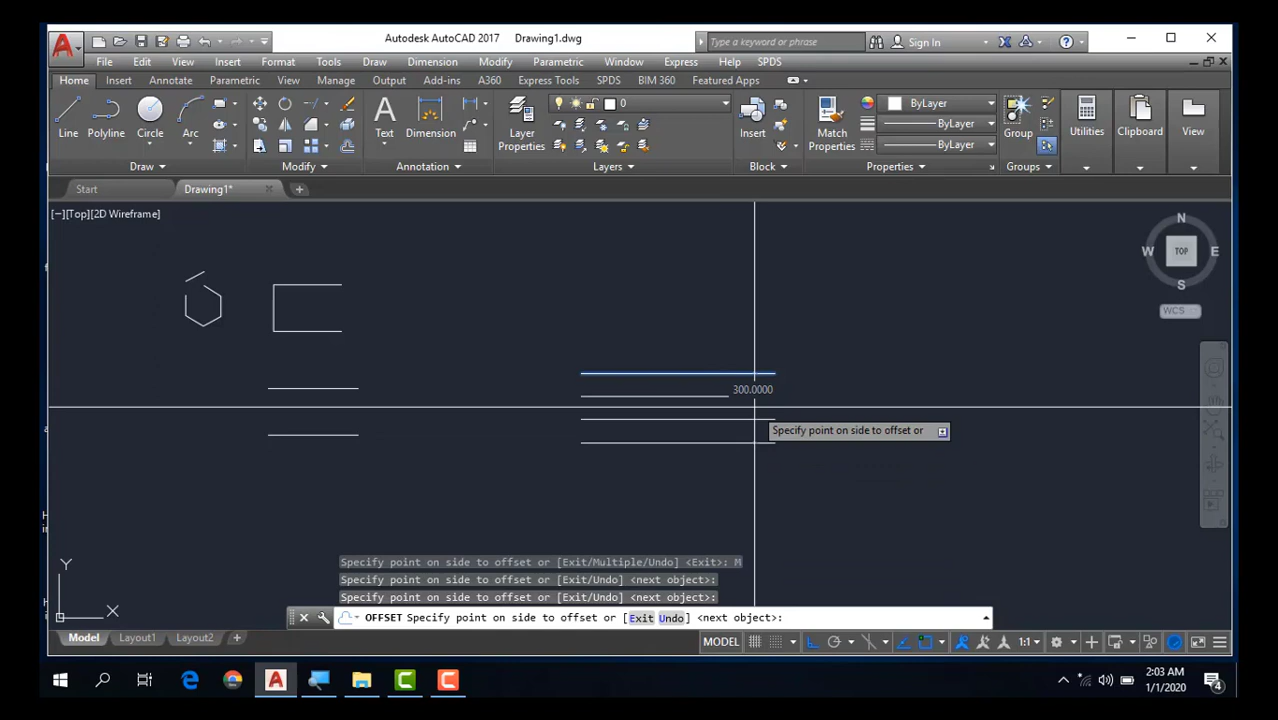 Autodesk AutoCAD 2017 Drawing1.dwg
Type a keyword or phrase
Sign In
File Edit View Insert Format Tools Draw Dimension Modify Parametric Window Express Help SPDS
Home Insert Annotate Parametric View Manage Output Add-ins A360 Express Tools SPDS BIM 360 Featured Apps
0
ByLayer
ByLayer
ByLayer
Line Polyline Circle Arc
Text Dimension
Layer Properties
Insert
Match Properties
Group Utilities Clipboard View
Draw Modify Annotation Layers Block Properties Groups
Start Drawing1*
[−][Top][2D Wireframe]
N
W TOP E
S
WCS
300.0000
Specify point on side to offset or
Specify point on side to offset or [Exit/Multiple/Undo] <Exit>: M
Specify point on side to offset or [Exit/Undo] <next object>:
Specify point on side to offset or [Exit/Undo] <next object>:
OFFSET Specify point on side to offset or [Exit Undo] <next object>:
Y
X
Model Layout1 Layout2
MODEL 1:1
2:03 AM
1/1/2020
4